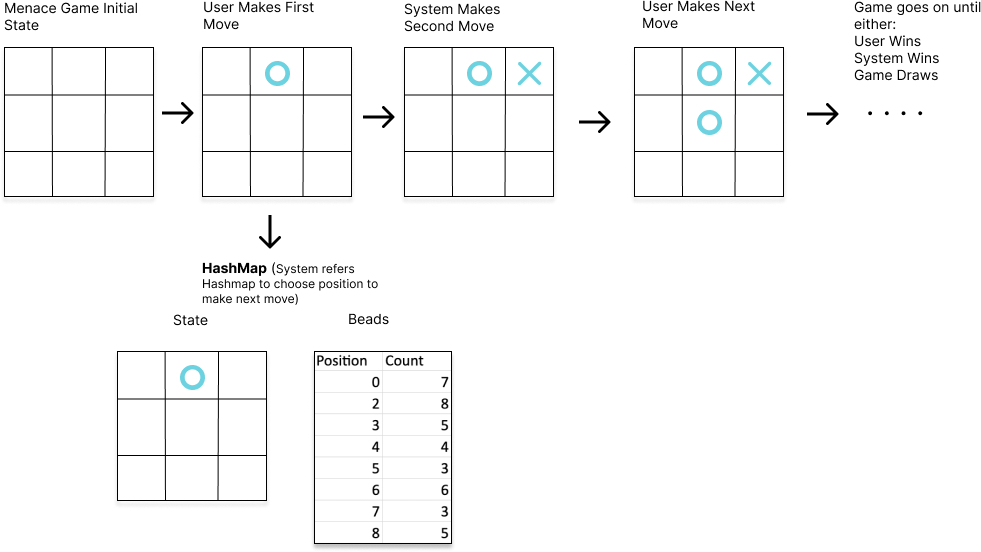 Menace Game Initial
State
User Makes First
Move
System Makes
Second Move
User Makes Next
Move
Game goes on until
either:
User Wins
System Wins
Game Draws
. . . .
HashMap (System refers
Hashmap to choose position to
make next move)
State
Beads
Position Count
0 7
2 8
3 5
4 4
5 3
6 6
7 3
8 5